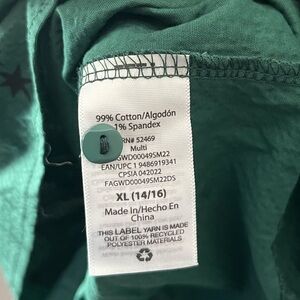 99% Cotton/Algodón
1% Spandex
RN# 52469
Multi
FAGWD00049SM22
EAN/UPC 1 9486919341
CPSIA 042022
FAGWD00049SM22DS
XL (14/16)
Made In/Hecho En
China
THIS LABEL YARN IS MADE
OUT OF 100% RECYCLED
POLYESTER MATERIALS